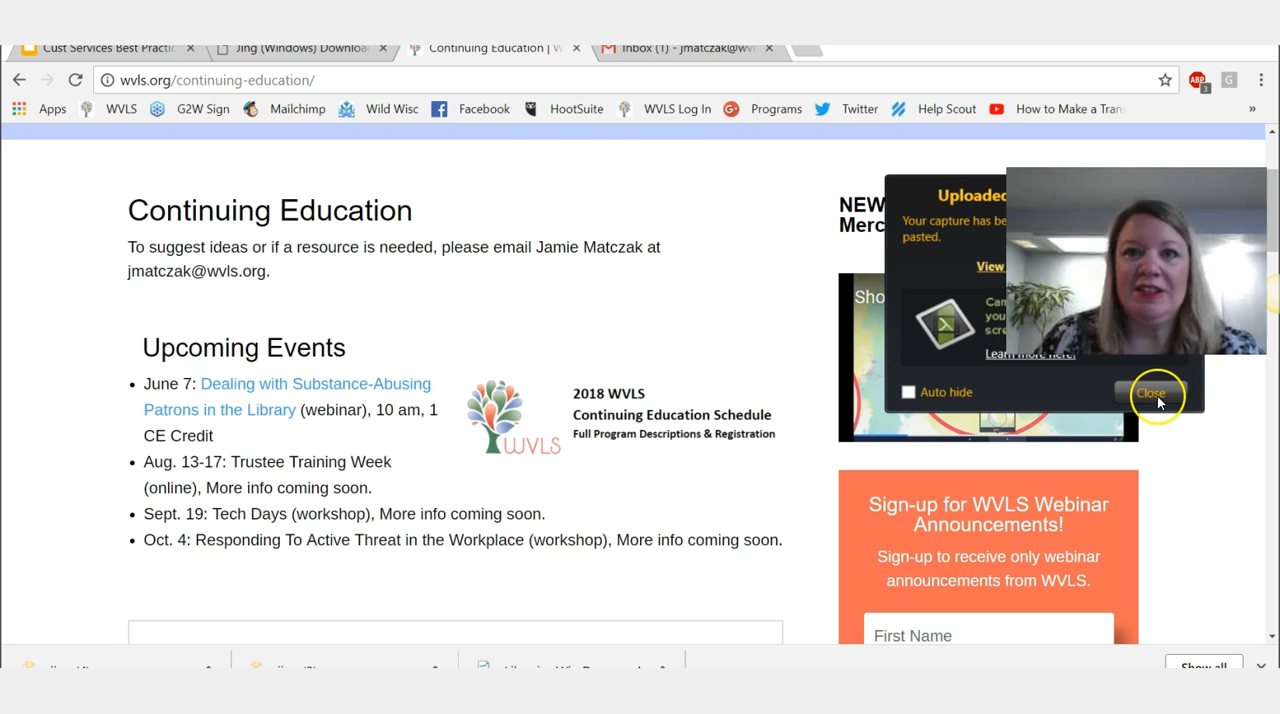 Cust Services Best Practic
Jing (Windows) Downloa
Continuing Education | W
Inbox (1) - jmatczak@wvl
wvls.org/continuing-education/
ABP
3
G
Apps
WVLS
G2W Sign
Mailchimp
Wild Wisc
Facebook
HootSuite
WVLS Log In
Programs
Twitter
Help Scout
How to Make a Tran
»
Continuing Education
To suggest ideas or if a resource is needed, please email Jamie Matczak at
jmatczak@wvls.org.
Upcoming Events
• June 7: Dealing with Substance-Abusing
Patrons in the Library (webinar), 10 am, 1
CE Credit
• Aug. 13-17: Trustee Training Week
(online), More info coming soon.
• Sept. 19: Tech Days (workshop), More info coming soon.
• Oct. 4: Responding To Active Threat in the Workplace (workshop), More info coming soon.
WVLS
2018 WVLS
Continuing Education Schedule
Full Program Descriptions & Registration
NEW
Merc
Sho
Uploaded
Your capture has be
pasted.
View
Cam
you
scre
Learn more here!
Auto hide
Close
Sign-up for WVLS Webinar
Announcements!
Sign-up to receive only webinar
announcements from WVLS.
First Name
Show all